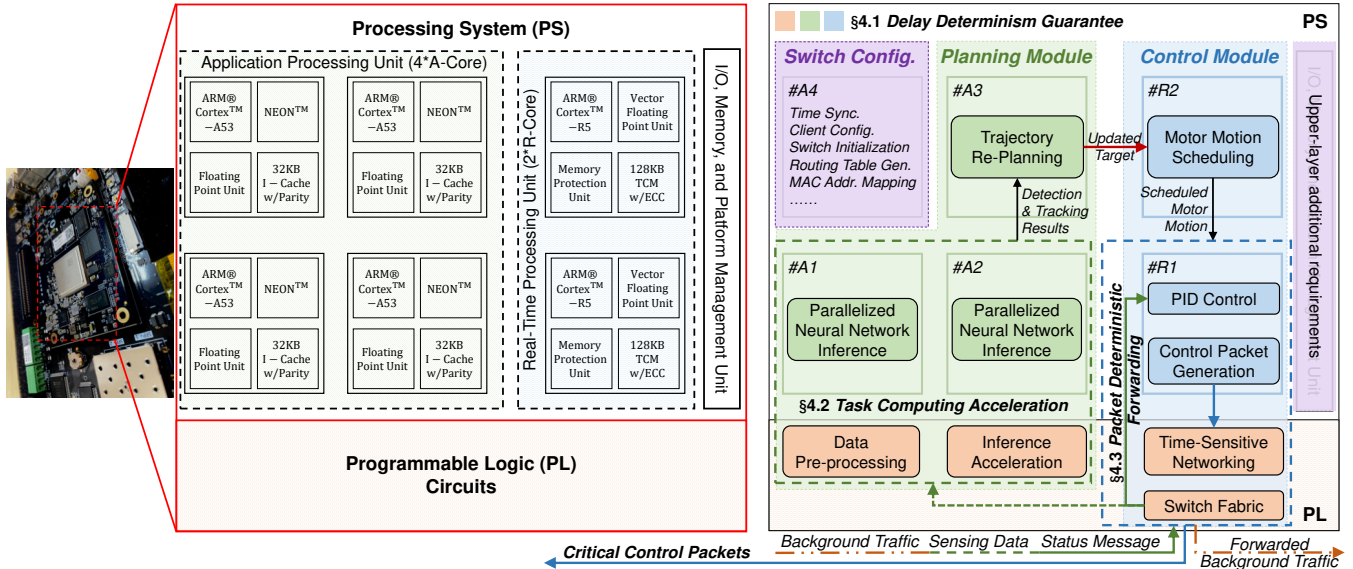 Processing System (PS)
Application Processing Unit (4*A-Core)
ARM®
Cortex™
−A53
NEON™
Floating
Point Unit
32KB
I − Cache
w/Parity
ARM®
Cortex™
−A53
NEON™
Floating
Point Unit
32KB
I − Cache
w/Parity
ARM®
Cortex™
−A53
NEON™
Floating
Point Unit
32KB
I − Cache
w/Parity
ARM®
Cortex™
−A53
NEON™
Floating
Point Unit
32KB
I − Cache
w/Parity
Real-Time Processing Unit (2*R-Core)
ARM®
Cortex™
−R5
Vector
Floating
Point Unit
Memory
Protection
Unit
128KB
TCM
w/ECC
ARM®
Cortex™
−R5
Vector
Floating
Point Unit
Memory
Protection
Unit
128KB
TCM
w/ECC
I/O, Memory, and Platform Management Unit
Programmable Logic (PL)
Circuits
§4.1 Delay Determinism Guarantee
PS
Switch Config.
#A4
Time Sync.
Client Config.
Switch Initialization
Routing Table Gen.
MAC Addr. Mapping
......
Planning Module
#A3
Trajectory
Re-Planning
Updated
Target
Detection
& Tracking
Results
Control Module
#R2
Motor Motion
Scheduling
Scheduled
Motor
Motion
I/O, Upper-layer additional requirements Unit
#A1
Parallelized
Neural Network
Inference
#A2
Parallelized
Neural Network
Inference
§4.2 Task Computing Acceleration
Data
Pre-processing
Inference
Acceleration
§4.3 Packet Deterministic
Forwarding
#R1
PID Control
Control Packet
Generation
Time-Sensitive
Networking
Switch Fabric
PL
Background Traffic
Sensing Data
Status Message
Forwarded
Background Traffic
Critical Control Packets